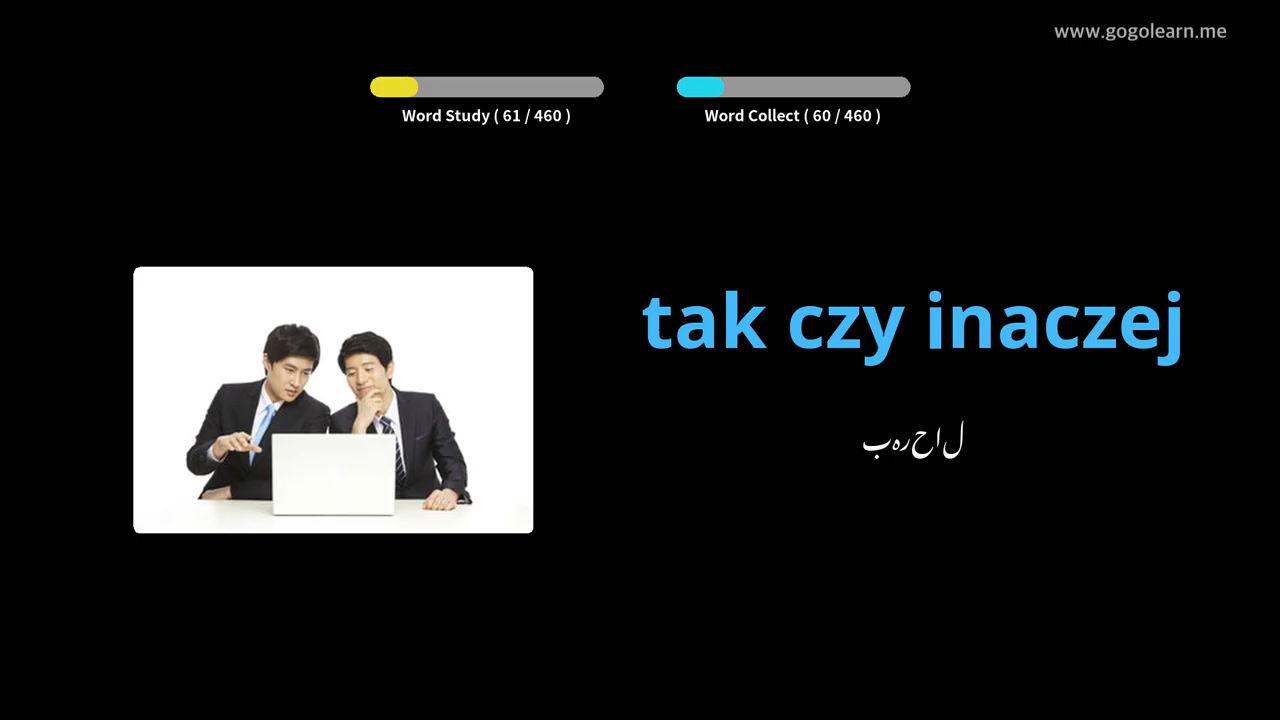 www.gogolearn.me
Word Study ( 61 / 460 )
Word Collect ( 60 / 460 )
tak czy inaczej
بہرحال